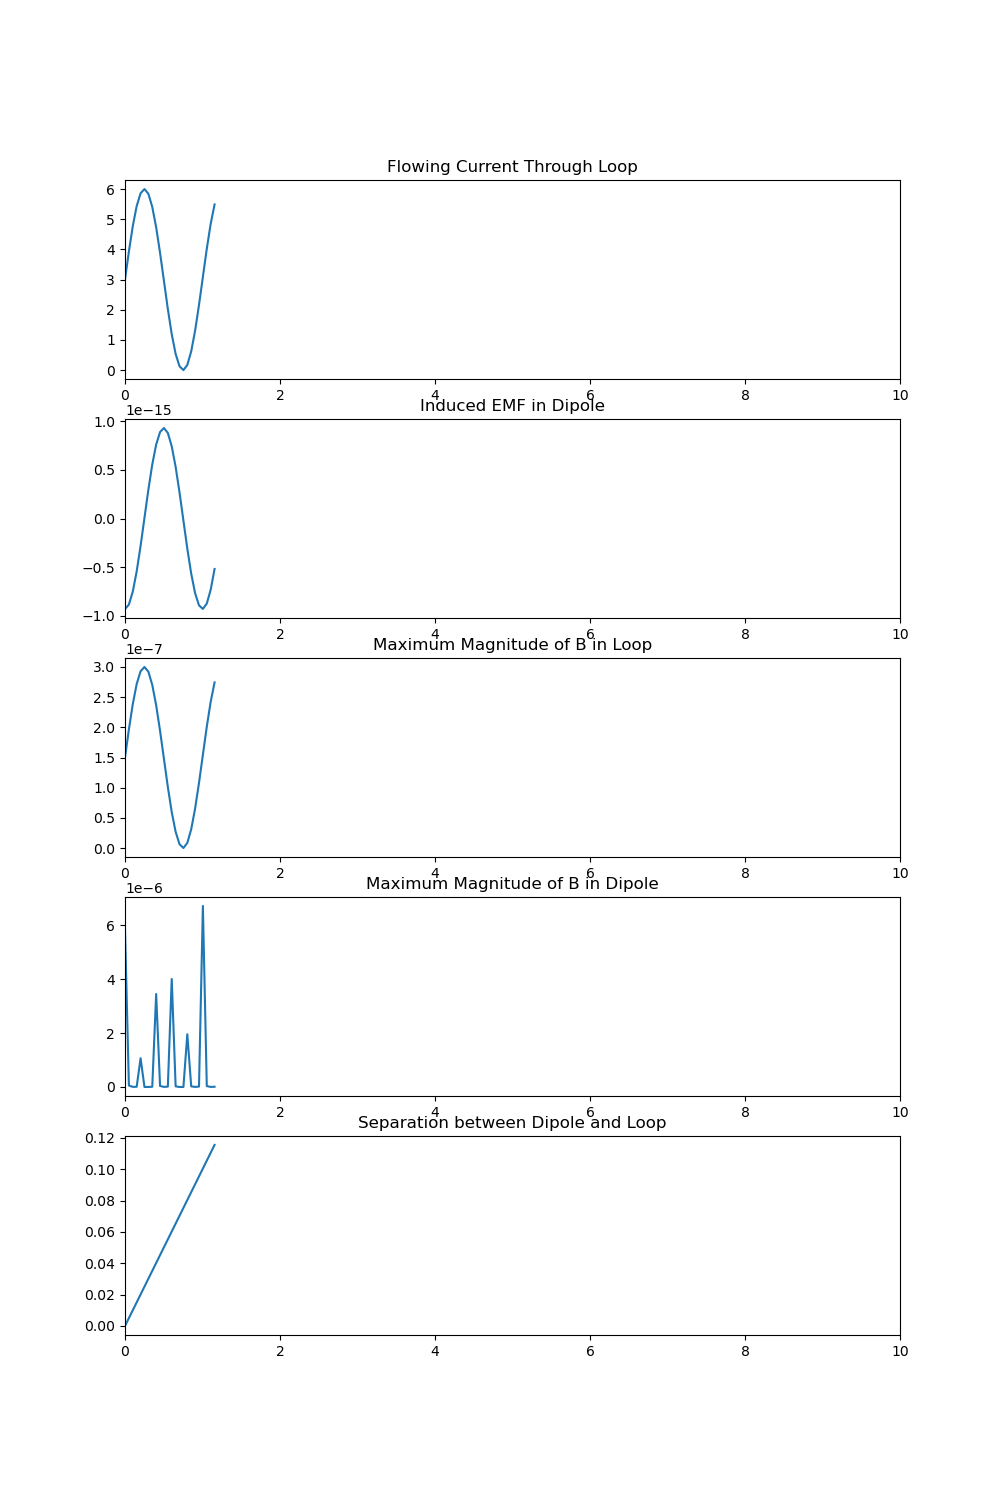 Flowing Current Through Loop
6
5
4
3
2
1
0
0 2 4 6 8 10
1e−15
Induced EMF in Dipole
1.0
0.5
0.0
−0.5
−1.0
0 2 4 6 8 10
1e−7
Maximum Magnitude of B in Loop
3.0
2.5
2.0
1.5
1.0
0.5
0.0
0 2 4 6 8 10
1e−6
Maximum Magnitude of B in Dipole
6
4
2
0
0 2 4 6 8 10
Separation between Dipole and Loop
0.12
0.10
0.08
0.06
0.04
0.02
0.00
0 2 4 6 8 10